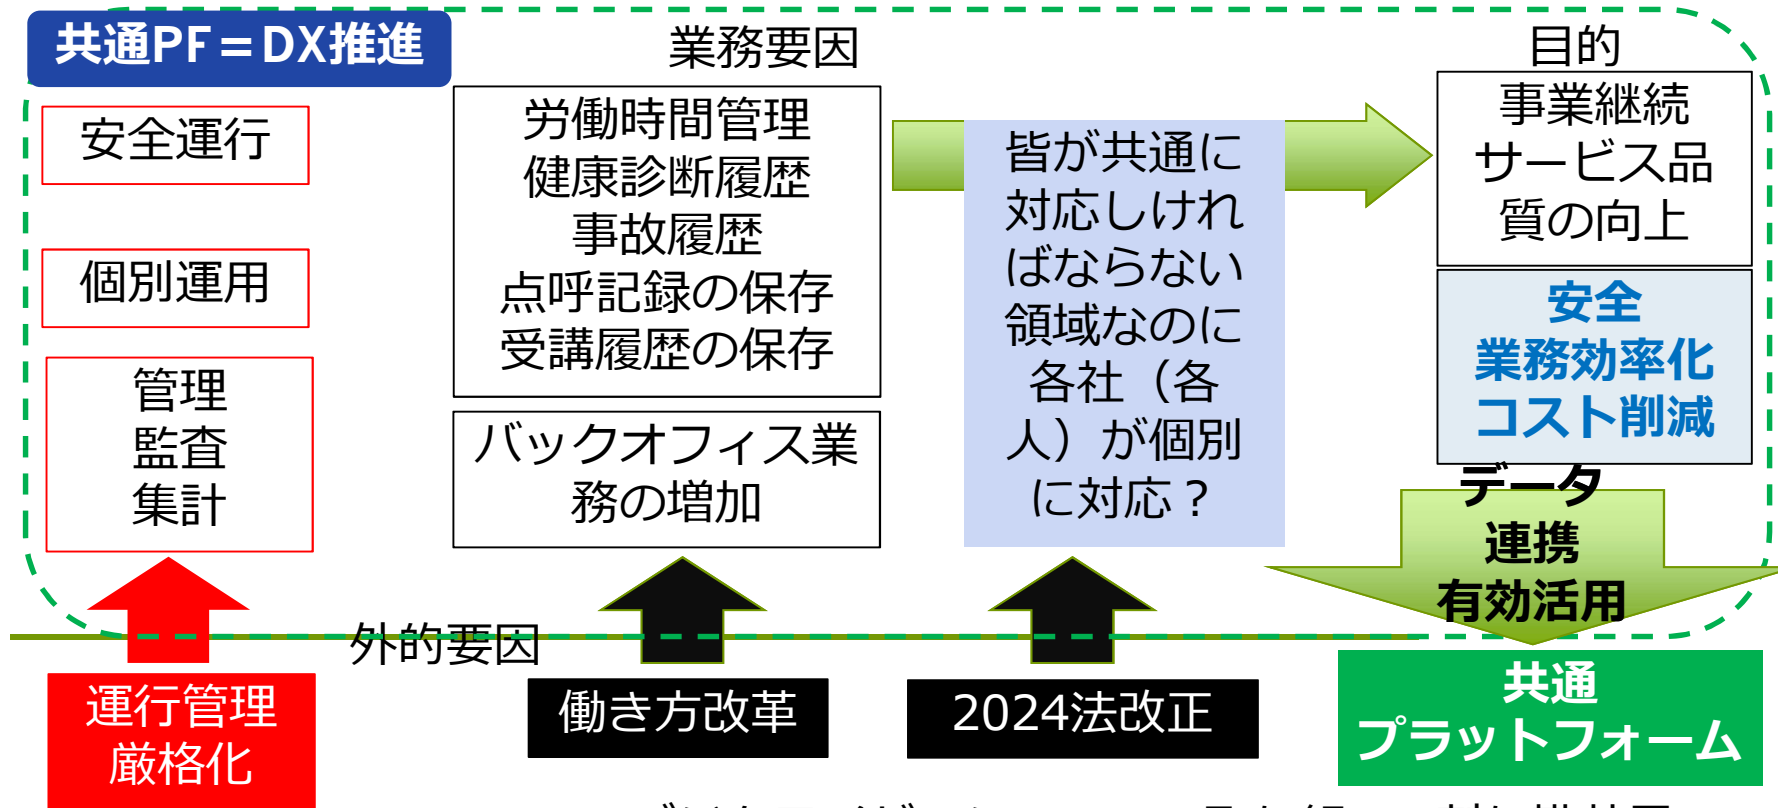 共通PF＝DX推進
業務要因
目的
安全運行
個別運用
管理
監査
集計
労働時間管理
健康診断履歴
事故履歴
点呼記録の保存
受講履歴の保存
バックオフィス業
務の増加
皆が共通に
対応しけれ
ばならない
領域なのに
各社（各
人）が個別
に対応？
事業継続
サービス品
質の向上
安全
業務効率化
コスト削減
データ
連携
有効活用
外的要因
運行管理
厳格化
働き方改革
2024法改正
共通
プラットフォーム